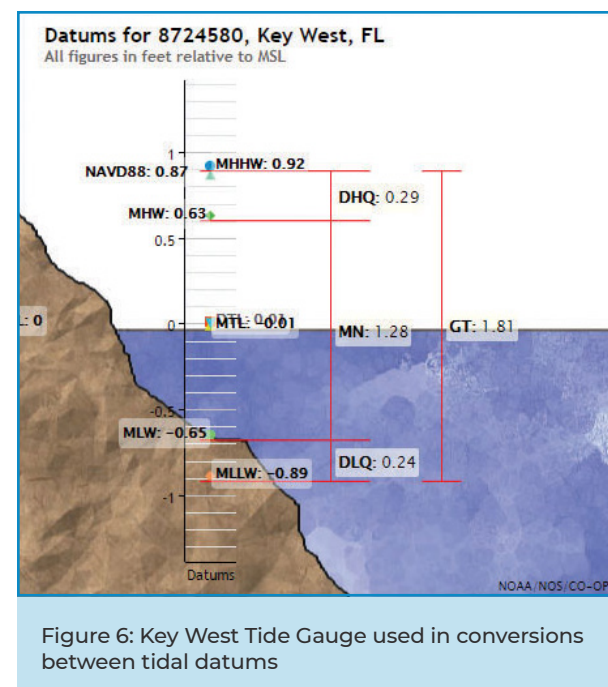 Datums for 8724580, Key West, FL
All figures in feet relative to MSL
1
MHHW: 0.92
NAVD88: 0.87
DHQ: 0.29
MHW: 0.63
0.5
L: 0
0
MTL: -0.01
MN: 1.28
GT: 1.81
-0.5
MLW: -0.65
DLQ: 0.24
MLLW: -0.89
-1
Datums
NOAA/NOS/CO-OP
Figure 6: Key West Tide Gauge used in conversions
between tidal datums